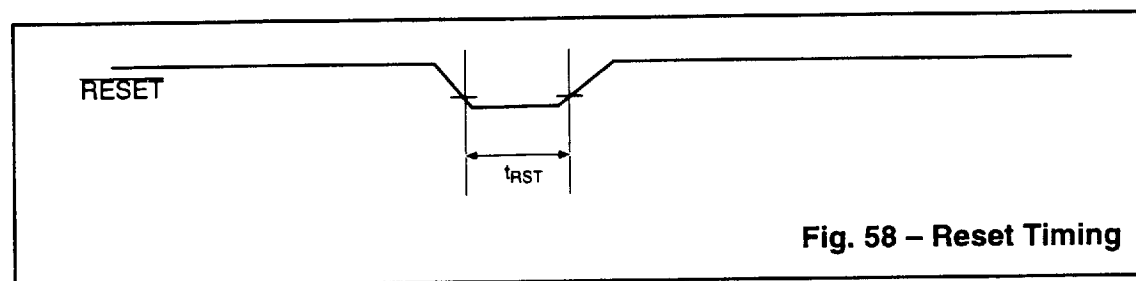 RESET
tRST
Fig. 58 – Reset Timing